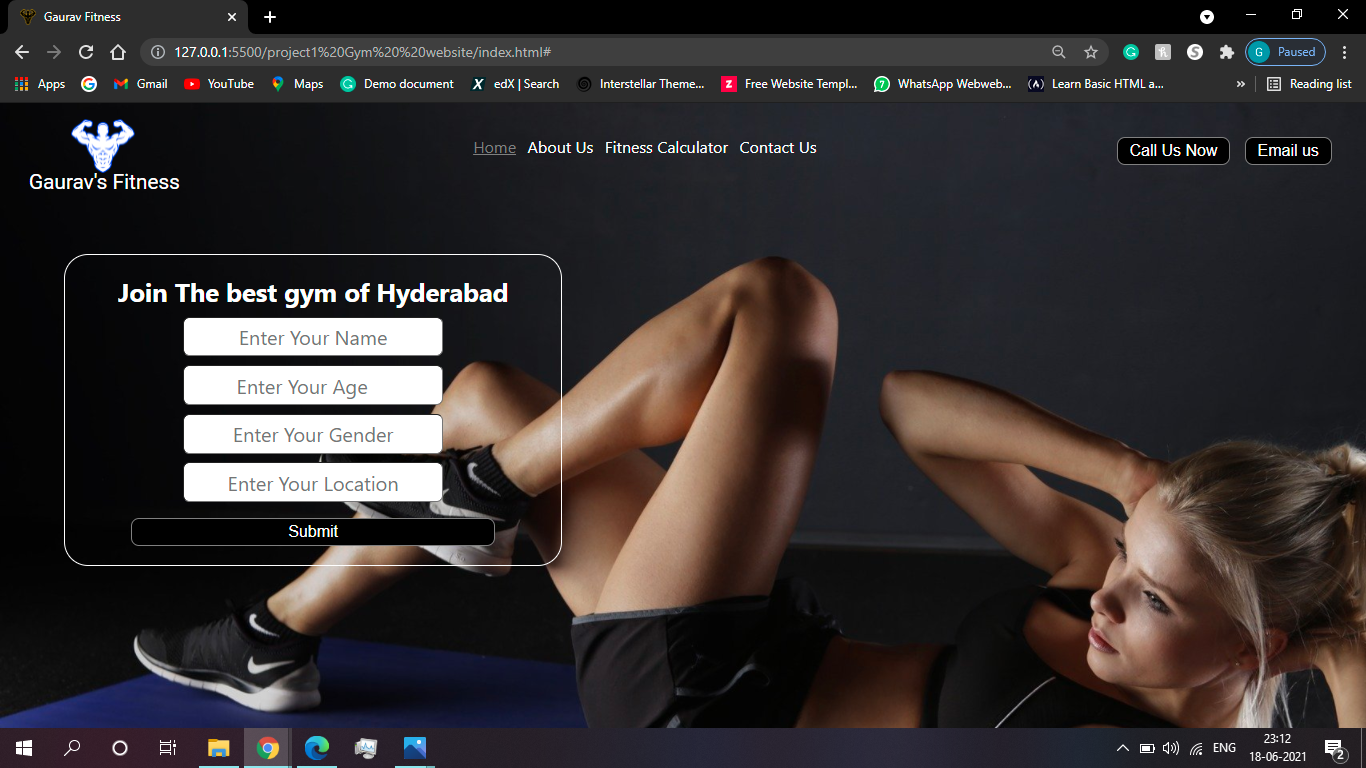 Gaurav Fitness
127.0.0.1:5500/project1%20Gym%20%20website/index.html#
G Paused
Apps Gmail YouTube Maps Demo document edX | Search Interstellar Theme... Free Website Templ... WhatsApp Webweb... Learn Basic HTML a... » Reading list
Home About Us Fitness Calculator Contact Us
Call Us Now Email us
Gaurav's Fitness
Join The best gym of Hyderabad
Enter Your Name
Enter Your Age
Enter Your Gender
Enter Your Location
Submit
ENG
23:12
18-06-2021
2